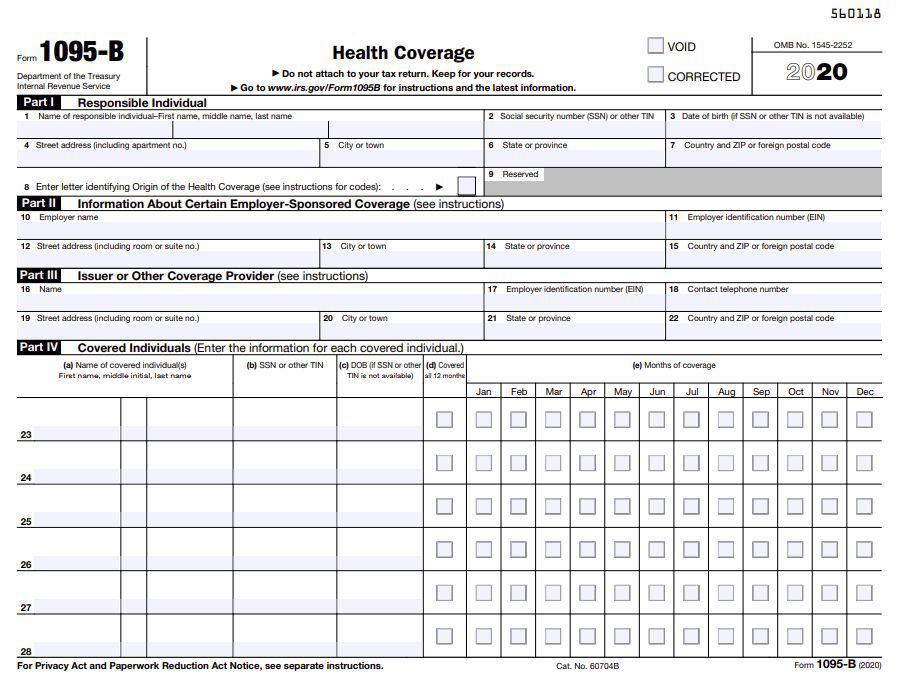 560118
Form 1095-B
Department of the Treasury
Internal Revenue Service
Health Coverage
▶ Do not attach to your tax return. Keep for your records.
▶ Go to www.irs.gov/Form1095B for instructions and the latest information.
VOID
CORRECTED
OMB No. 1545-2252
2020
Part I Responsible Individual
1 Name of responsible individual–First name, middle name, last name
2 Social security number (SSN) or other TIN
3 Date of birth (if SSN or other TIN is not available)
4 Street address (including apartment no.)
5 City or town
6 State or province
7 Country and ZIP or foreign postal code
8 Enter letter identifying Origin of the Health Coverage (see instructions for codes): . . . ▶
9 Reserved
Part II Information About Certain Employer-Sponsored Coverage (see instructions)
10 Employer name
11 Employer identification number (EIN)
12 Street address (including room or suite no.)
13 City or town
14 State or province
15 Country and ZIP or foreign postal code
Part III Issuer or Other Coverage Provider (see instructions)
16 Name
17 Employer identification number (EIN)
18 Contact telephone number
19 Street address (including room or suite no.)
20 City or town
21 State or province
22 Country and ZIP or foreign postal code
Part IV Covered Individuals (Enter the information for each covered individual.)
(a) Name of covered individual(s)
First name, middle initial, last name
(b) SSN or other TIN
(c) DOB (if SSN or other
TIN is not available)
(d) Covered
all 12 months
(e) Months of coverage
Jan Feb Mar Apr May Jun Jul Aug Sep Oct Nov Dec
23
24
25
26
27
28
For Privacy Act and Paperwork Reduction Act Notice, see separate instructions.
Cat. No. 60704B
Form 1095-B (2020)